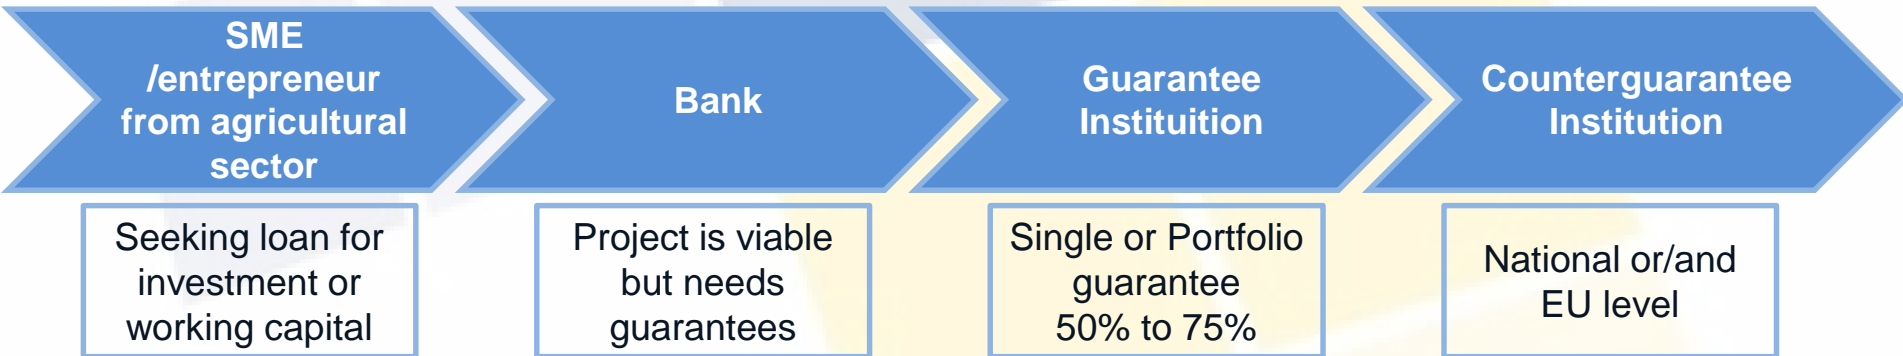 SME
/entrepreneur
from agricultural
sector
Bank
Guarantee
Instituition
Counterguarantee
Institution
Seeking loan for
investment or
working capital
Project is viable
but needs
guarantees
Single or Portfolio
guarantee
50% to 75%
National or/and
EU level